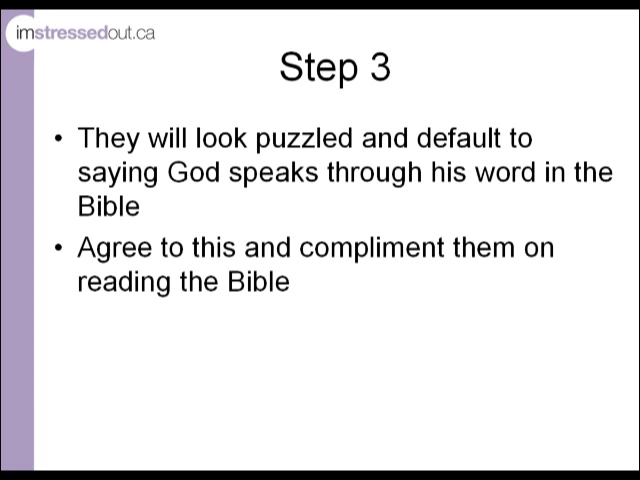 imstressedout.ca
Step 3
• They will look puzzled and default to
saying God speaks through his word in the
Bible
• Agree to this and compliment them on
reading the Bible